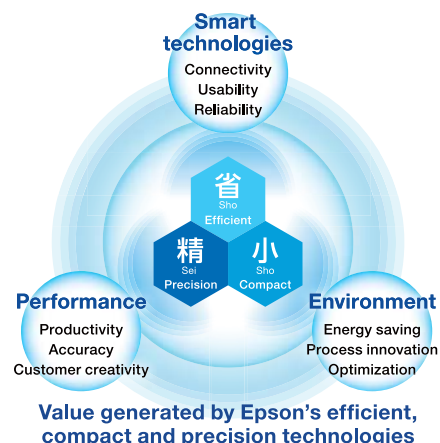 Smart
technologies
Connectivity
Usability
Reliability
省
Sho
Efficient
精
Sei
Precision
小
Sho
Compact
Performance
Productivity
Accuracy
Customer creativity
Environment
Energy saving
Process innovation
Optimization
Value generated by Epson's efficient,
compact and precision technologies